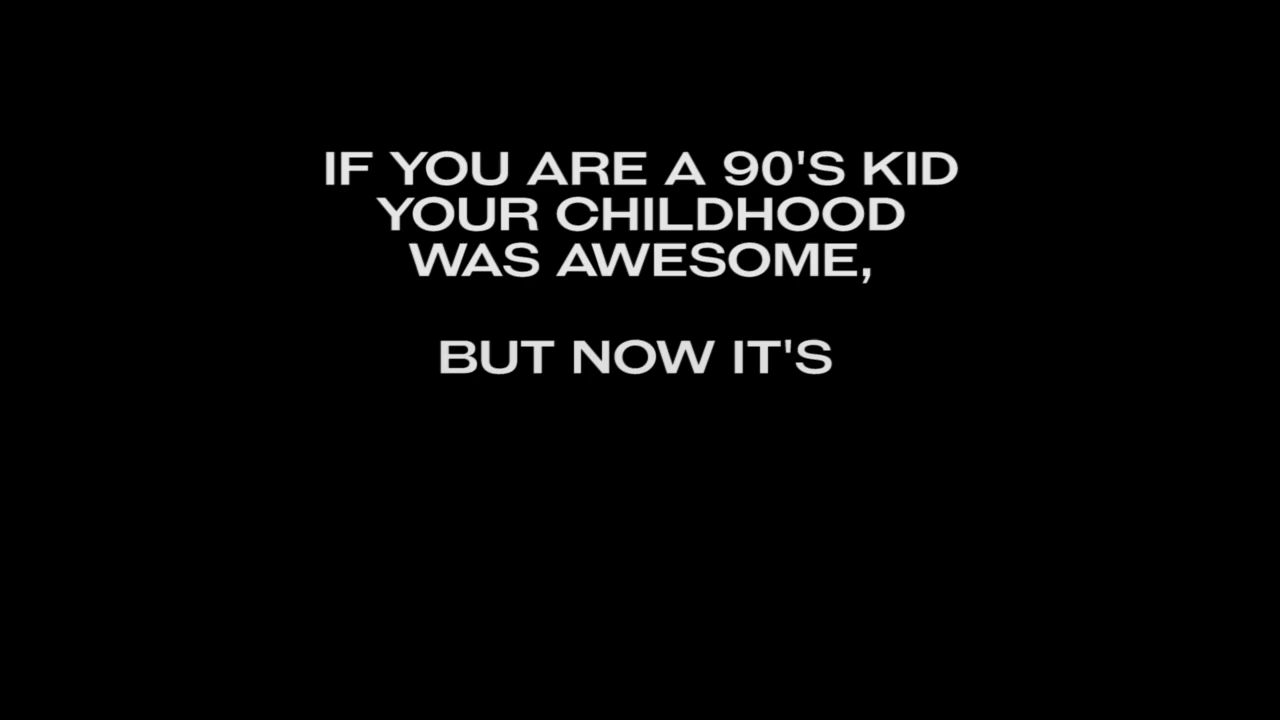 IF YOU ARE A 90'S KID
YOUR CHILDHOOD
WAS AWESOME,
BUT NOW IT'S